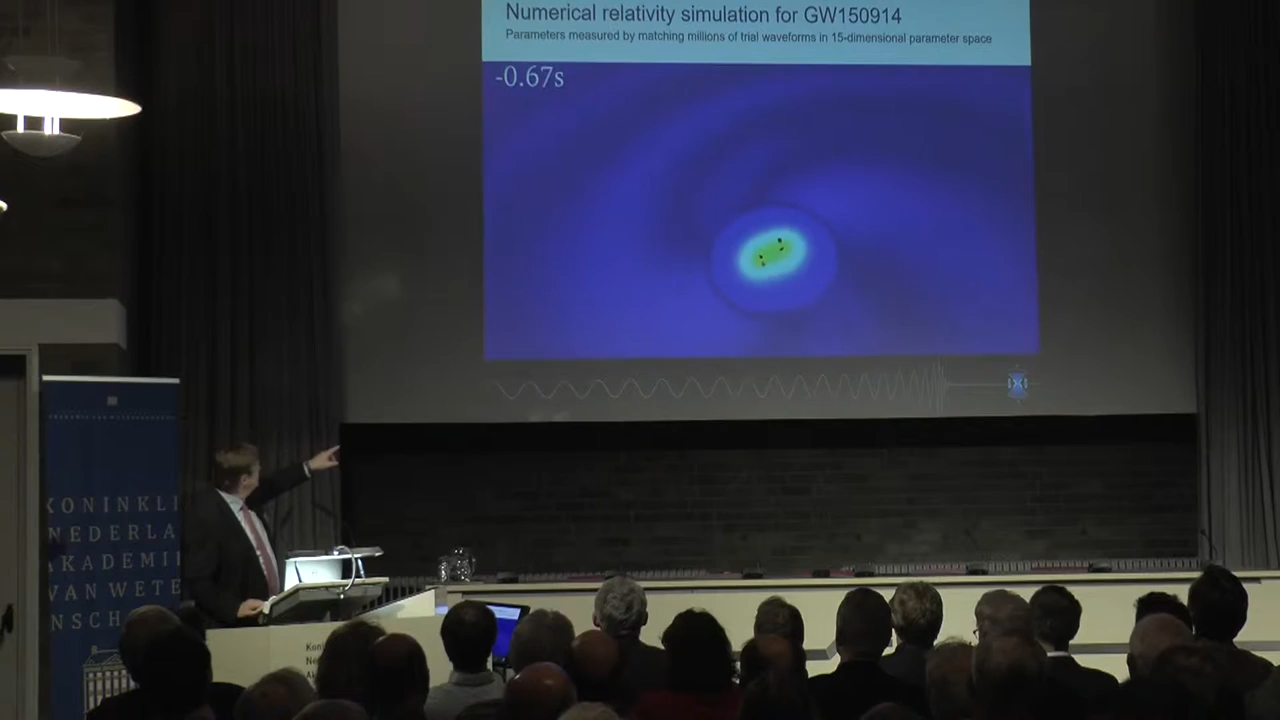 Numerical relativity simulation for GW150914
Parameters measured by matching millions of trial waveforms in 15-dimensional parameter space
-0.67s
KONINKLI
NEDERLA
AKADEMI
VAN WETE
NSCH